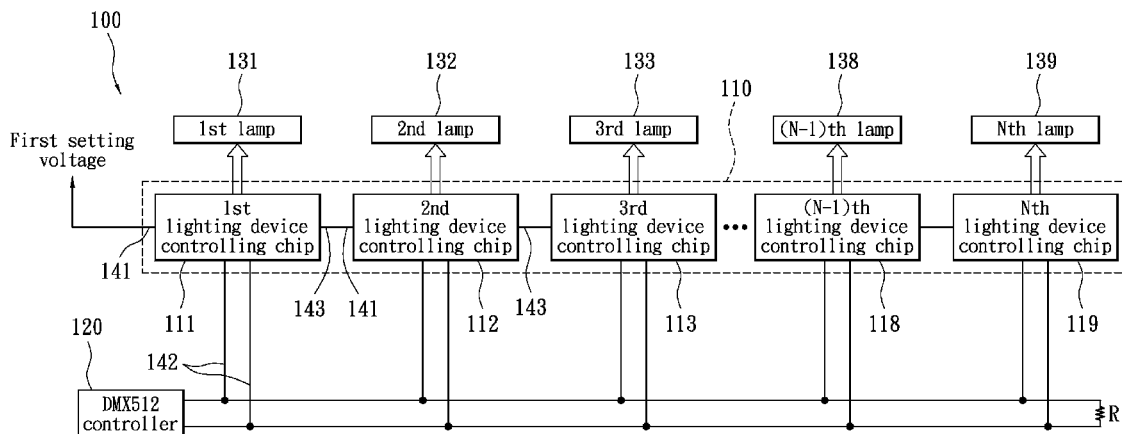 100
131
132
133
138
139
110
1st lamp
2nd lamp
3rd lamp
(N-1)th lamp
Nth lamp
First setting
voltage
1st
lighting device
controlling chip
2nd
lighting device
controlling chip
3rd
lighting device
controlling chip
•••
(N-1)th
lighting device
controlling chip
Nth
lighting device
controlling chip
141
111
143
141
112
143
113
118
119
120
142
DMX512
controller
R